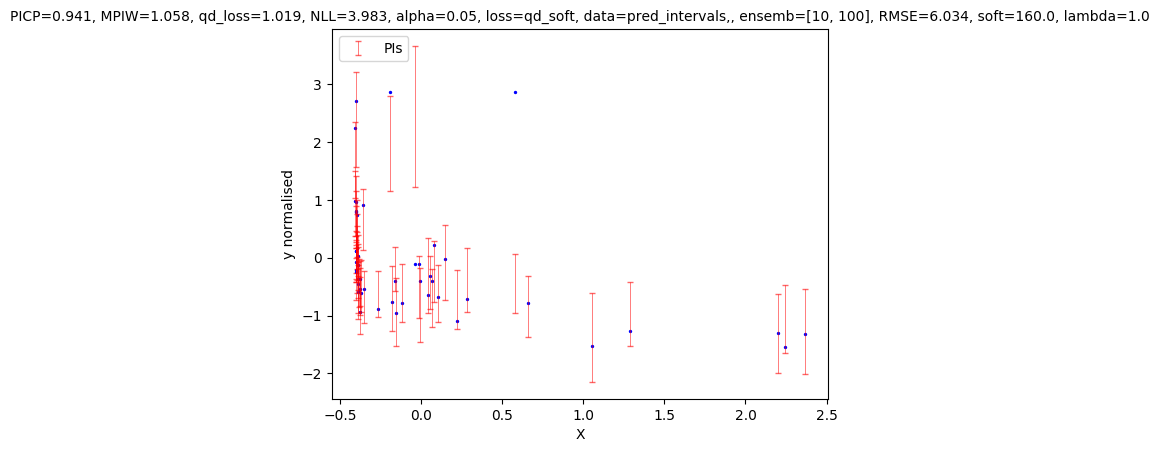 PICP=0.941, MPIW=1.058, qd_loss=1.019, NLL=3.983, alpha=0.05, loss=qd_soft, data=pred_intervals,, ensemb=[10, 100], RMSE=6.034, soft=160.0, lambda=1.0
PIs
3
2
1
0
−1
−2
y normalised
−0.5 0.0 0.5 1.0 1.5 2.0 2.5
X